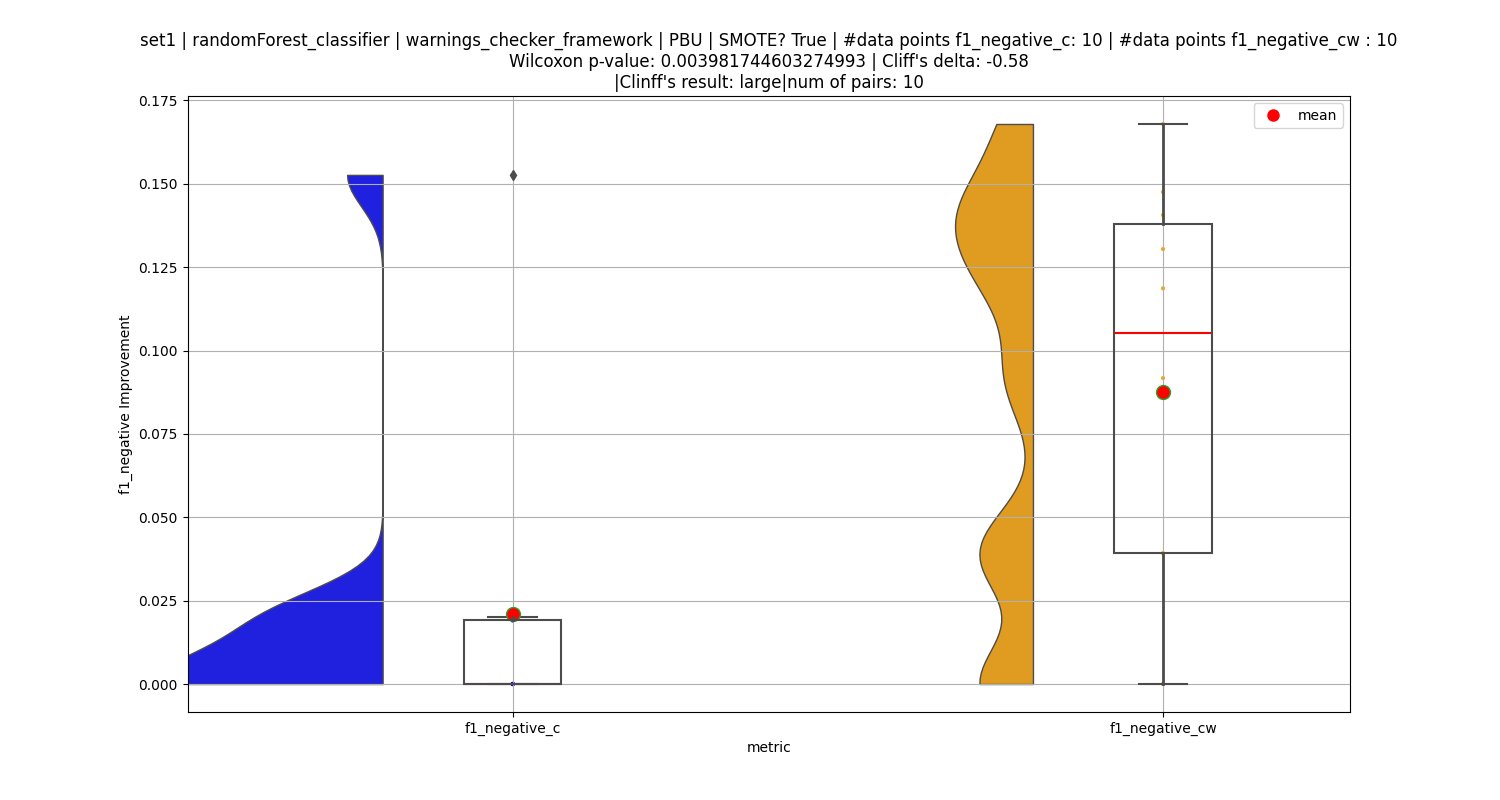 set1 | randomForest_classifier | warnings_checker_framework | PBU | SMOTE? True | #data points f1_negative_c: 10 | #data points f1_negative_cw : 10
Wilcoxon p-value: 0.003981744603274993 | Cliff's delta: -0.58
|Clinff's result: large|num of pairs: 10
mean
0.175
0.150
0.125
0.100
0.075
0.050
0.025
0.000
f1_negative Improvement
f1_negative_c
f1_negative_cw
metric